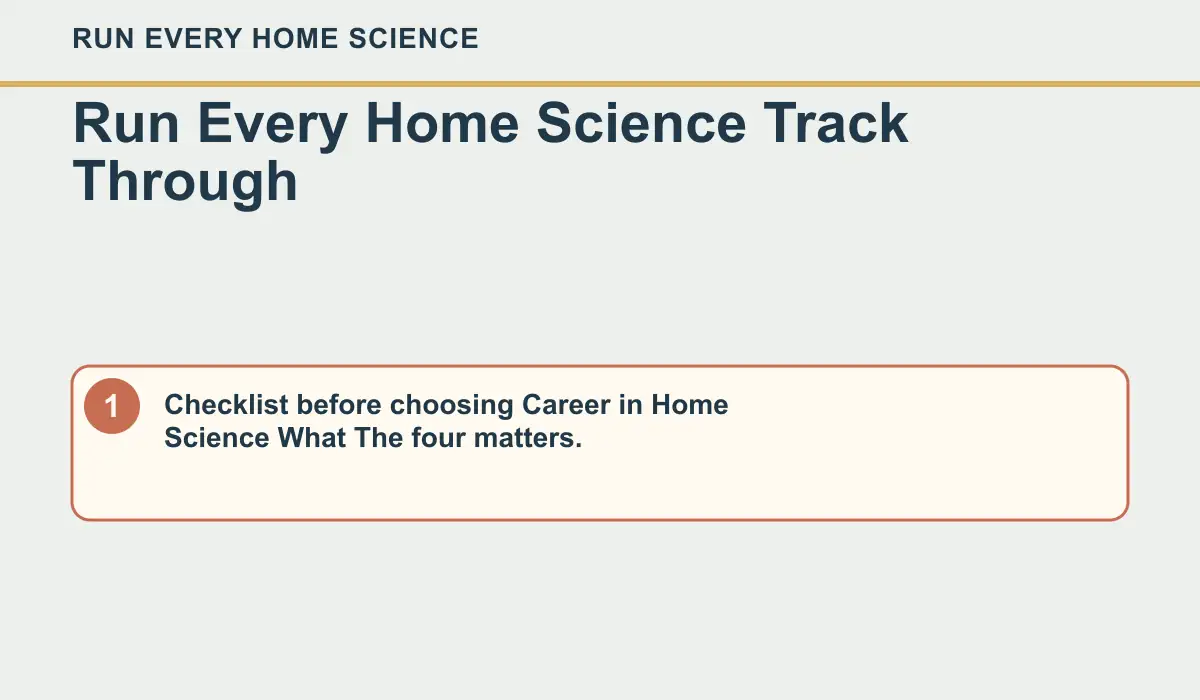 RUN EVERY HOME SCIENCE
Run Every Home Science Track
Through
1
Checklist before choosing Career in Home
Science What The four matters.